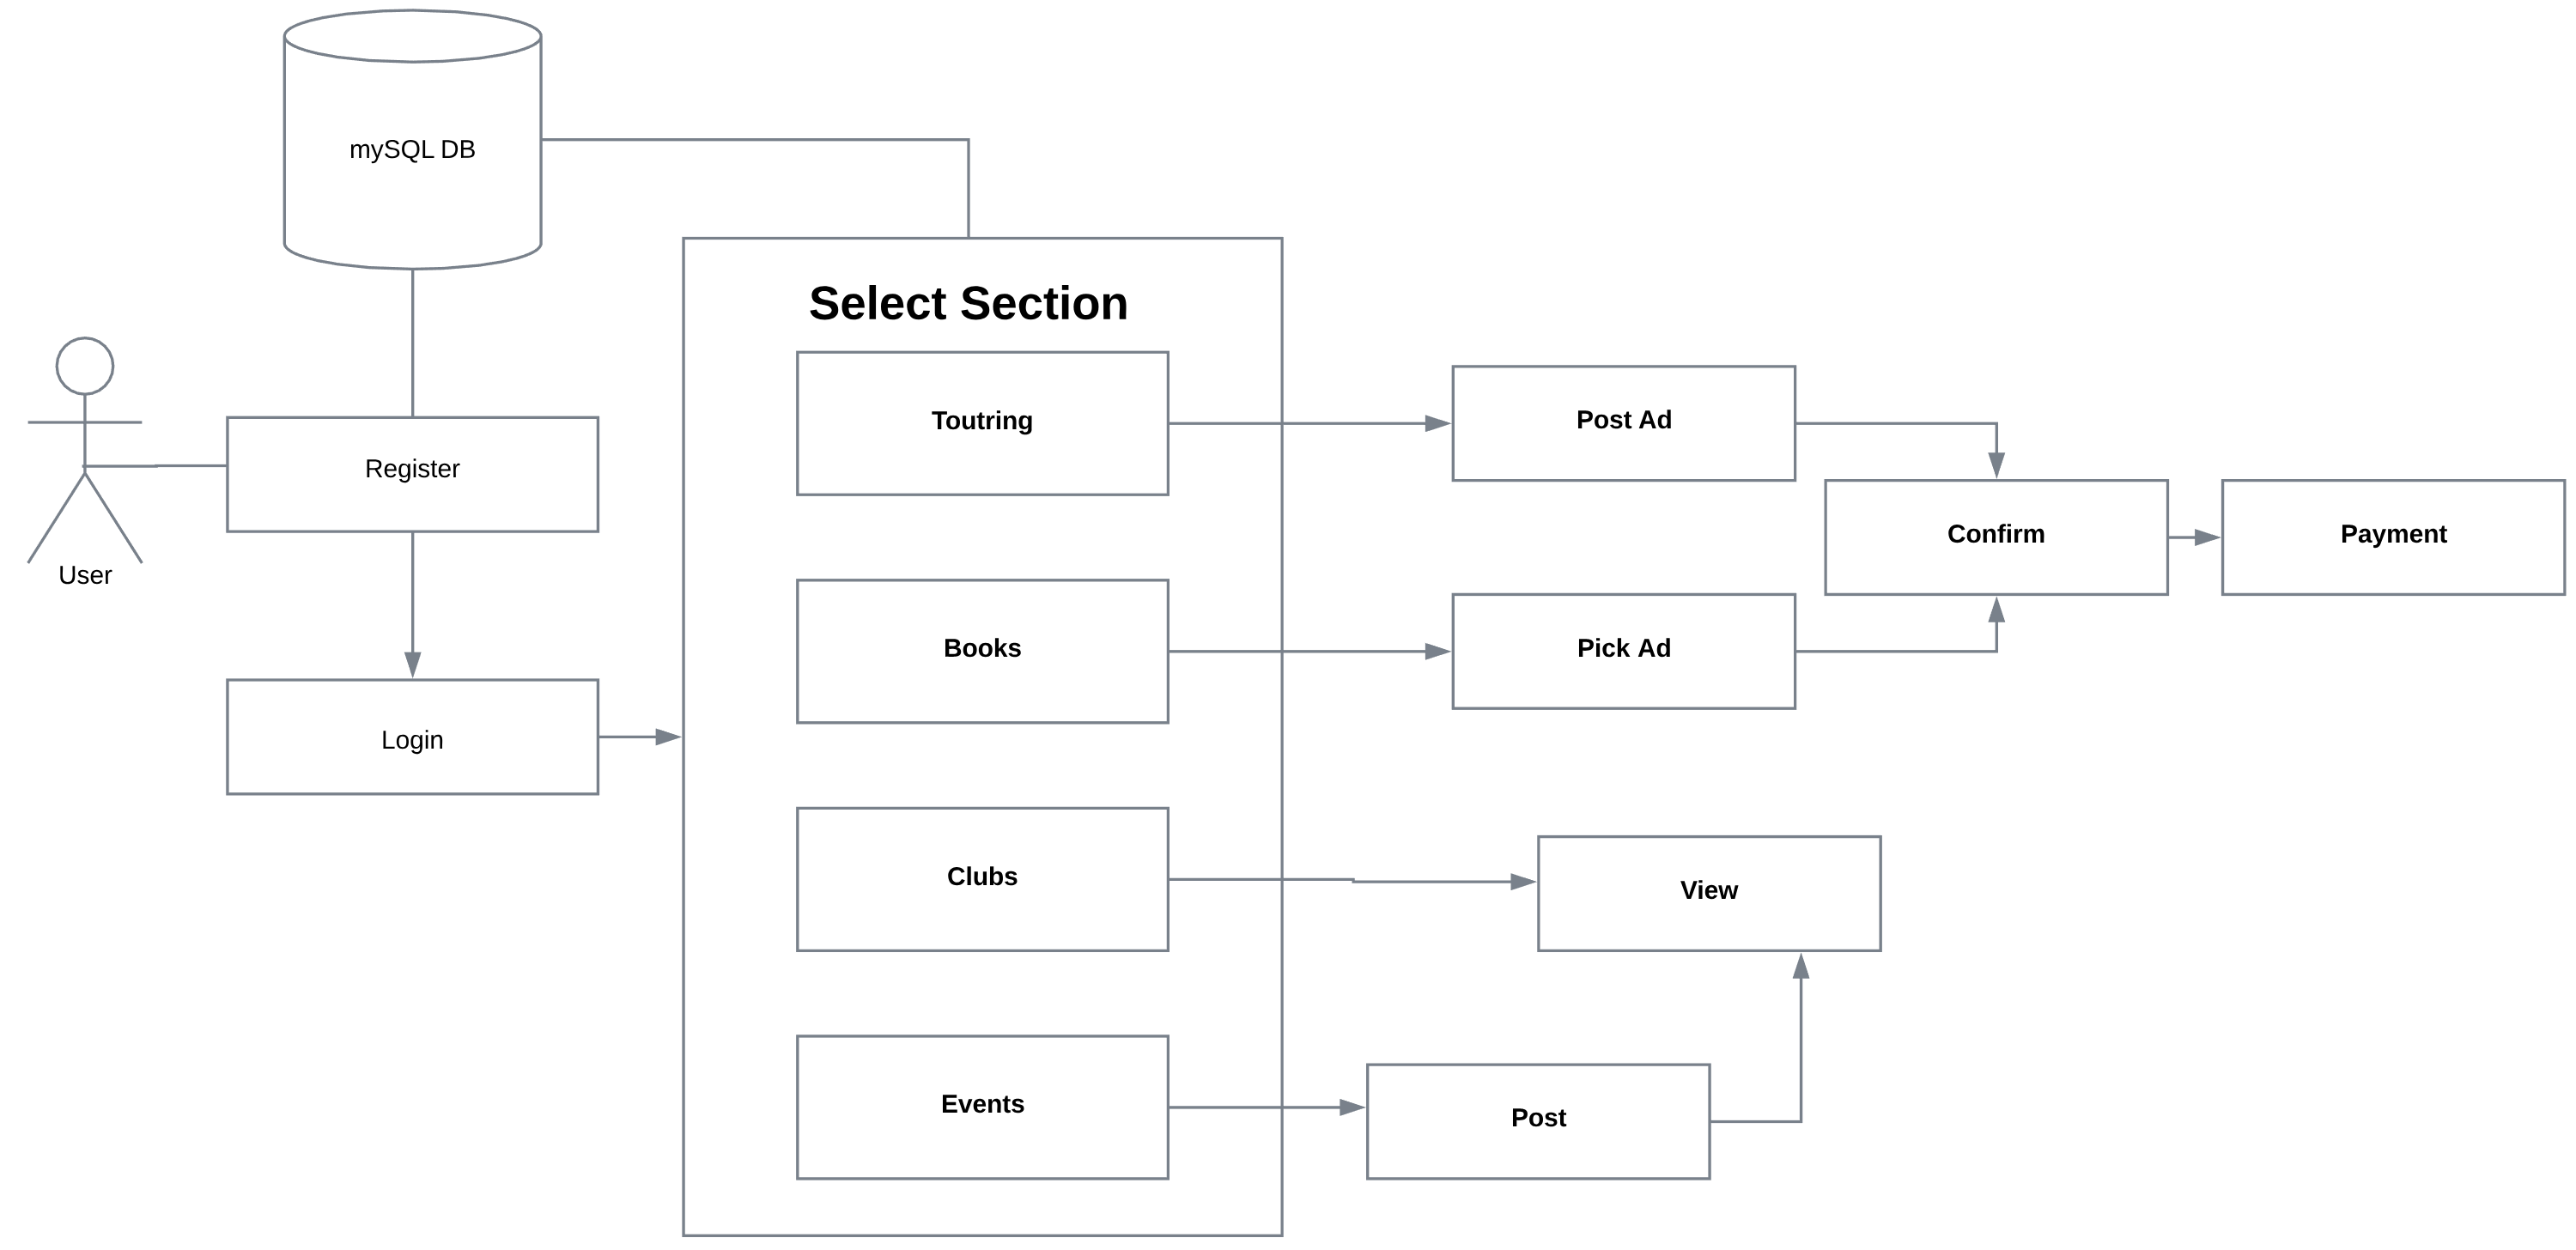 mySQL DB
Select Section
Toutring
Post Ad
Register
User
Confirm
Payment
Books
Pick Ad
Login
Clubs
View
Events
Post